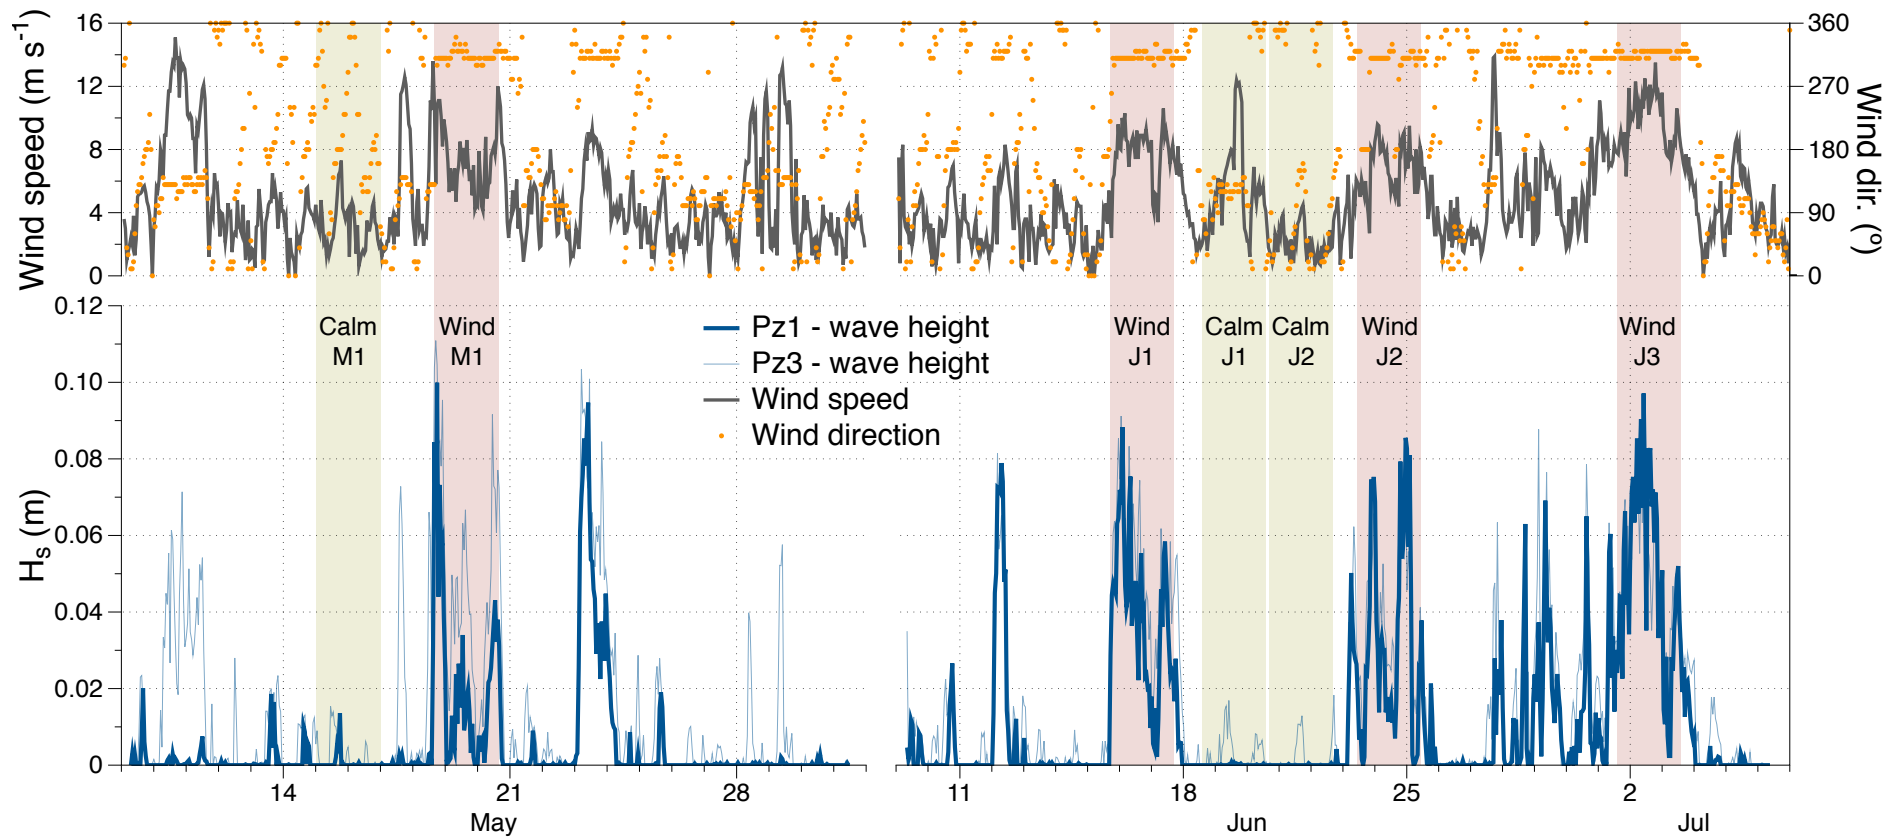 Wind speed (m s⁻¹)
16
12
8
4
0
360
270
180
90
0
Wind dir. (º)
Hs (m)
0.12
0.10
0.08
0.06
0.04
0.02
0
Calm M1
Wind M1
Pz1 - wave height
Pz3 - wave height
Wind speed
Wind direction
Wind J1
Calm J1
Calm J2
Wind J2
Wind J3
14 21 28 11 18 25 2
May Jun Jul